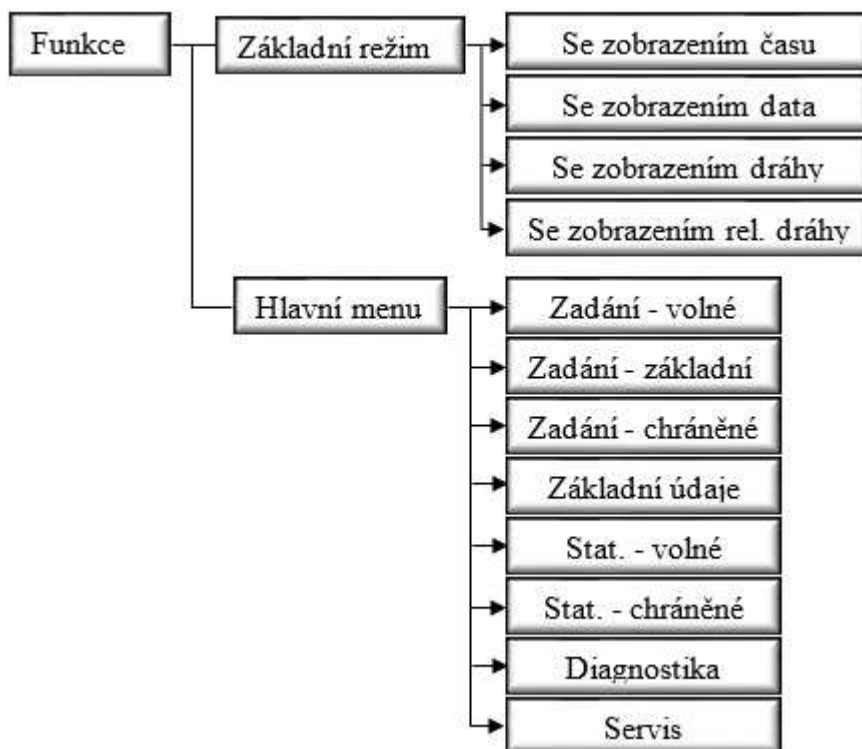 Funkce
Základní režim
Se zobrazením času
Se zobrazením data
Se zobrazením dráhy
Se zobrazením rel. dráhy
Hlavní menu
Zadání - volné
Zadání - základní
Zadání - chráněné
Základní údaje
Stat. - volné
Stat. - chráněné
Diagnostika
Servis